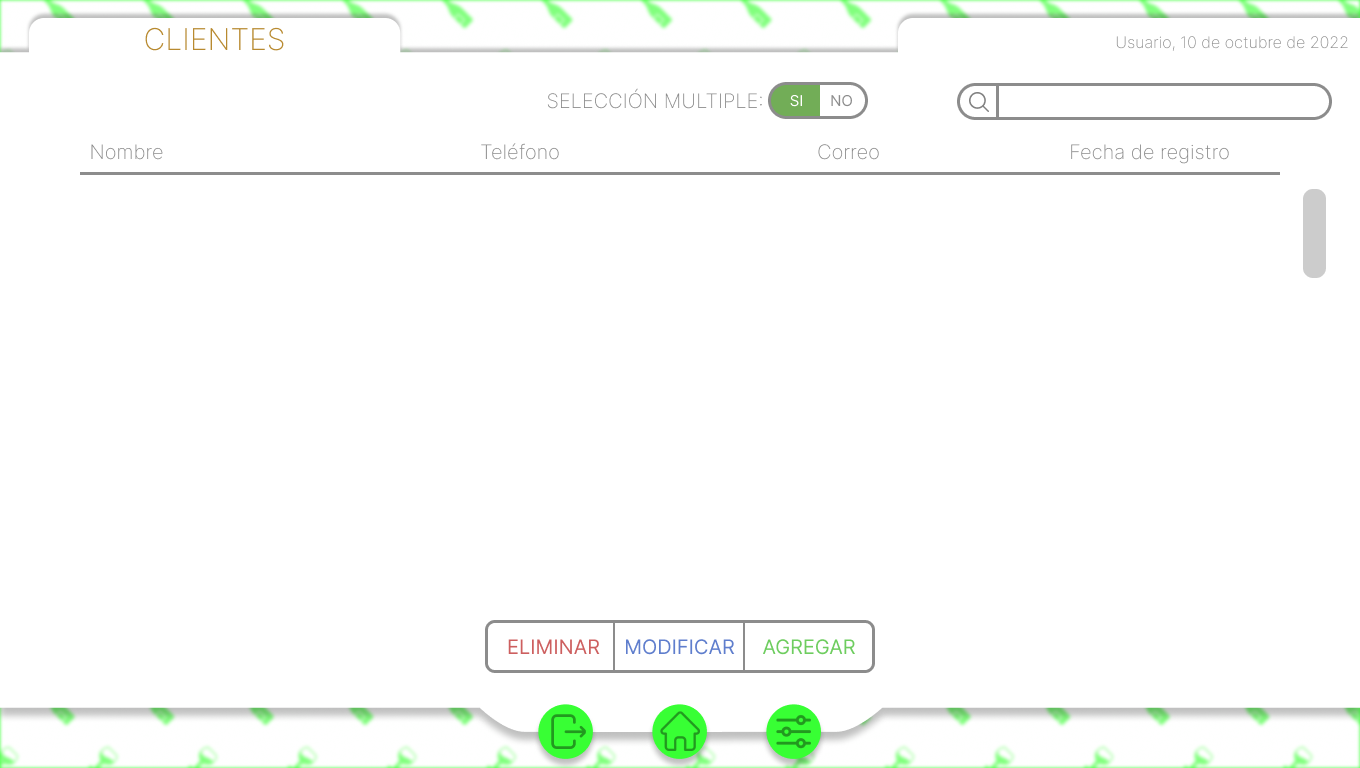 CLIENTES
Usuario, 10 de octubre de 2022
SELECCIÓN MULTIPLE: SI NO
Nombre Teléfono Correo Fecha de registro
ELIMINAR MODIFICAR AGREGAR